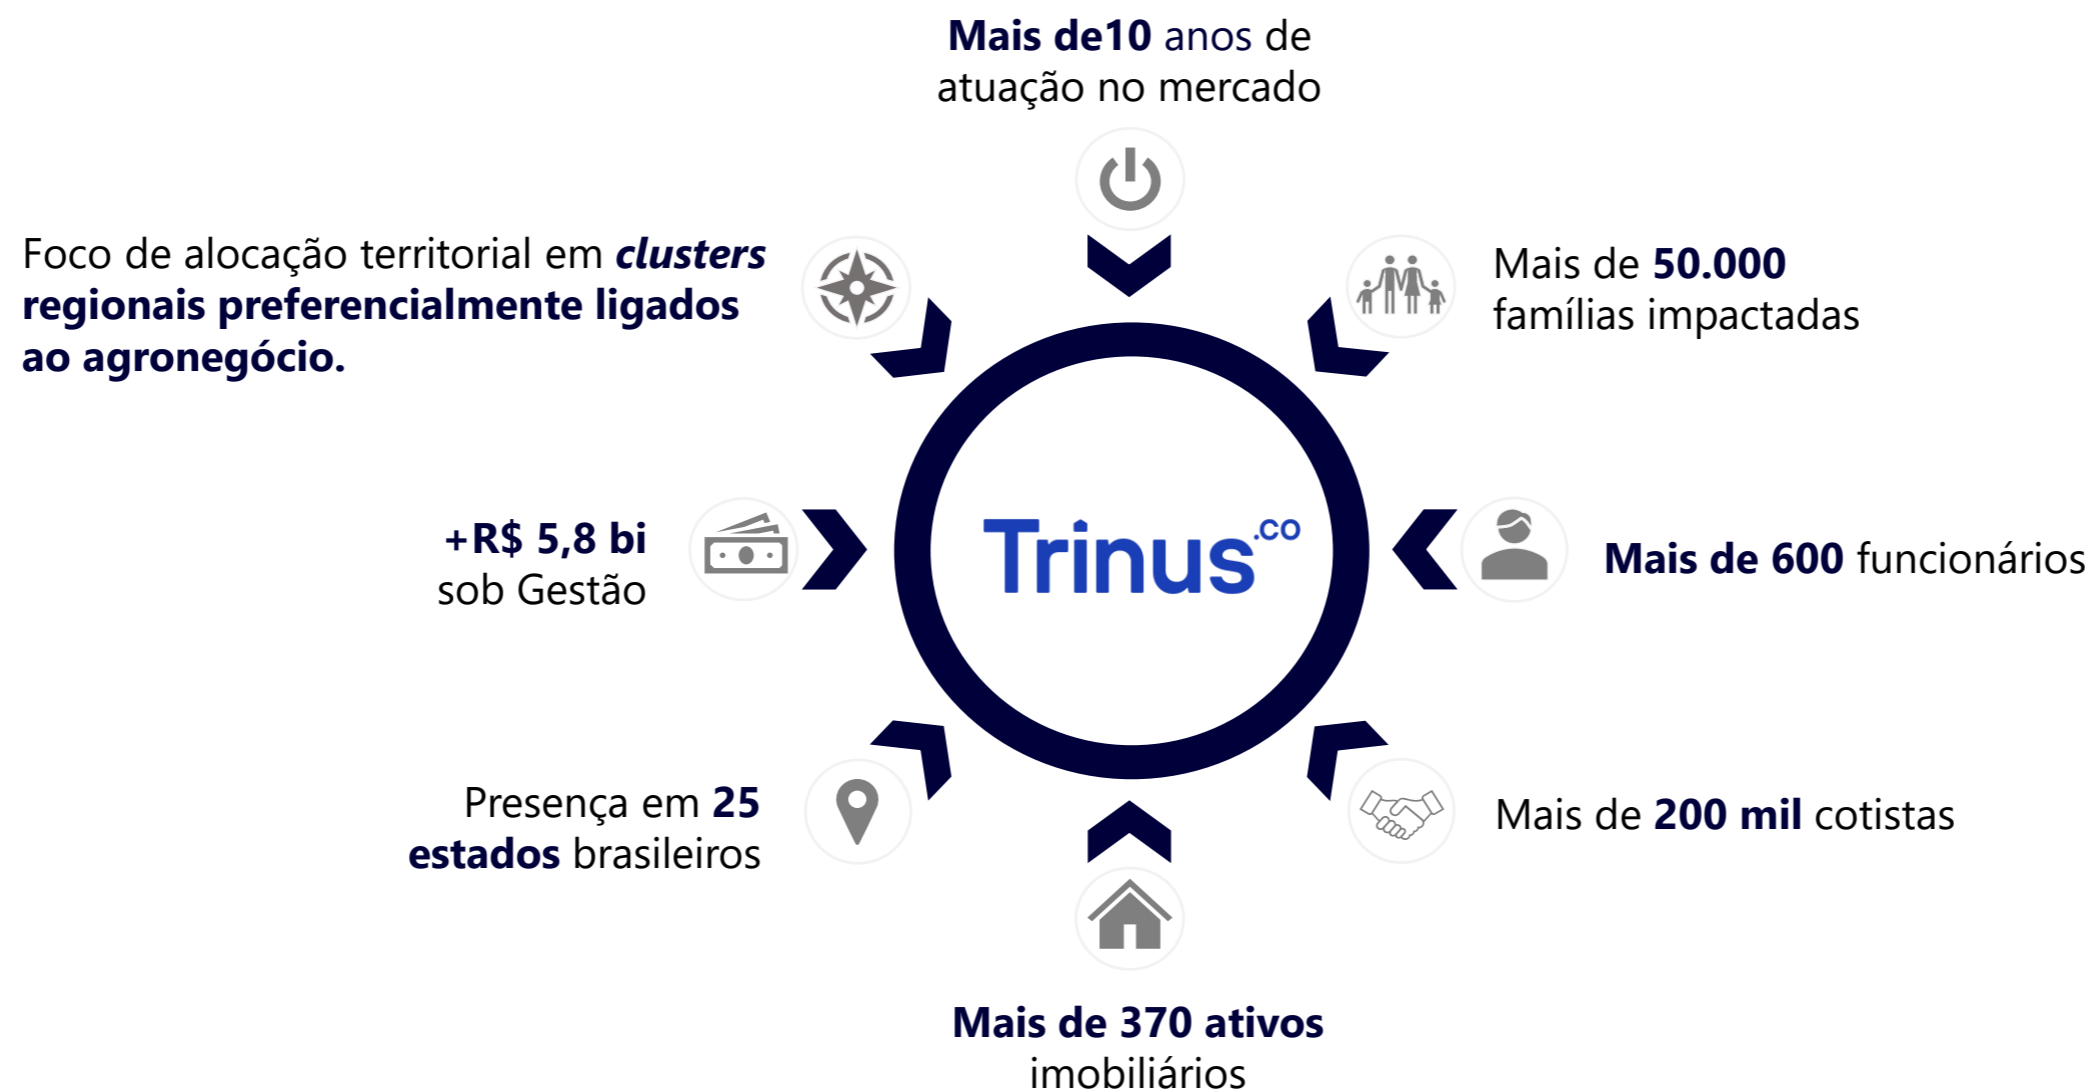 Mais de10 anos de
atuação no mercado
Foco de alocação territorial em clusters
regionais preferencialmente ligados
ao agronegócio.
Mais de 50.000
famílias impactadas
+R$ 5,8 bi
sob Gestão
Trinus.co
Mais de 600 funcionários
Presença em 25
estados brasileiros
Mais de 200 mil cotistas
Mais de 370 ativos
imobiliários